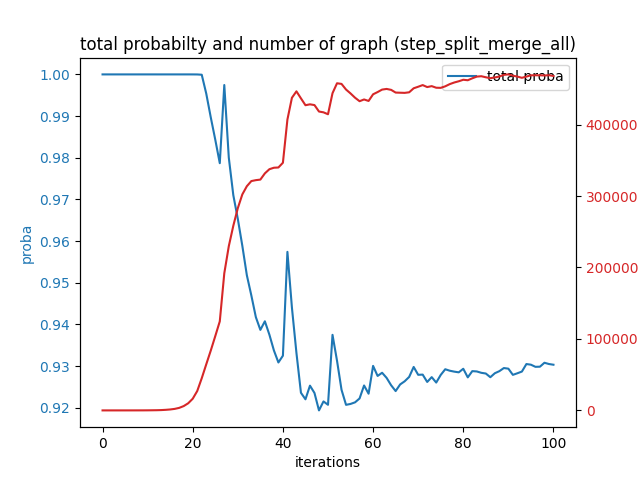 total probabilty and number of graph (step_split_merge_all)
total proba
1.00
0.99
0.98
0.97
0.96
0.95
0.94
0.93
0.92
proba
400000
300000
200000
100000
0
0 20 40 60 80 100
iterations